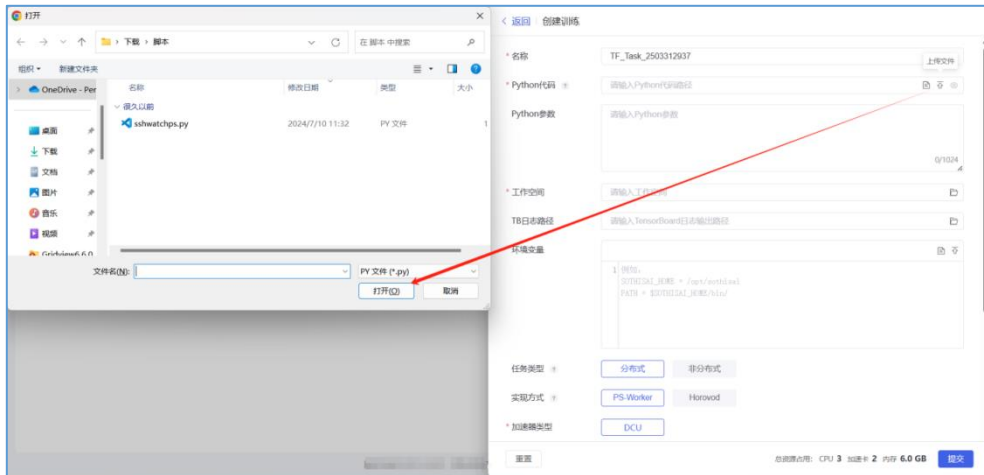 打开
下载 › 脚本
在 脚本 中搜索
组织 新建文件夹
OneDrive - Per
名称 修改日期 类型 大小
很久以前
sshwatchps.py 2024/7/10 11:32 PY 文件 1
桌面
下载
文档
图片
音乐
视频
Gridview6.6.0
文件名(N):
PY 文件 (*.py)
打开(O) 取消
< 返回 创建训练
* 名称 TF_Task_2503312937
上传文件
* Python代码 请输入Python代码路径
Python参数 请输入Python参数
0/1024
* 工作空间 请输入工作空间
TB日志路径 请输入TensorBoard日志输出路径
环境变量
1 例如:
SOTHISAI_HOME = /opt/sothisai
PATH = $SOTHISAI_HOME/bin/
任务类型 分布式 非分布式
实现方式 PS-Worker Horovod
* 加速器类型 DCU
重置
总资源占用: CPU 3 加速卡 2 内存 6.0 GB 提交